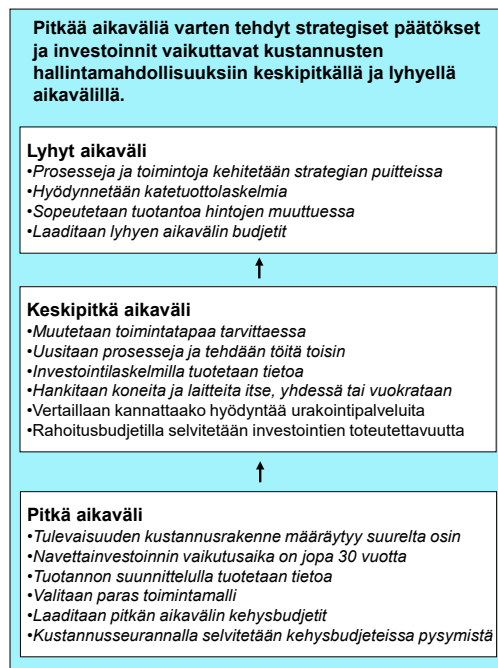 Pitkää aikaväliä varten tehdyt strategiset päätökset
ja investoinnit vaikuttavat kustannusten
hallintamahdollisuuksiin keskipitkällä ja lyhyellä
aikavälillä.
Lyhyt aikaväli
•Prosesseja ja toimintoja kehitetään strategian puitteissa
•Hyödynnetään katetuottolaskelmia
•Sopeutetaan tuotantoa hintojen muuttuessa
•Laaditaan lyhyen aikavälin budjetit
Keskipitkä aikaväli
•Muutetaan toimintatapaa tarvittaessa
•Uusitaan prosesseja ja tehdään töitä toisin
•Investointilaskelmilla tuotetaan tietoa
•Hankitaan koneita ja laitteita itse, yhdessä tai vuokrataan
•Vertaillaan kannattaako hyödyntää urakointipalveluita
•Rahoitusbudjetilla selvitetään investointien toteutettavuutta
Pitkä aikaväli
•Tulevaisuuden kustannusrakenne määräytyy suurelta osin
•Navettainvestoinnin vaikutusaika on jopa 30 vuotta
•Tuotannon suunnittelulla tuotetaan tietoa
•Valitaan paras toimintamalli
•Laaditaan pitkän aikavälin kehysbudjetit
•Kustannusseurannalla selvitetään kehysbudjeteissa pysymistä